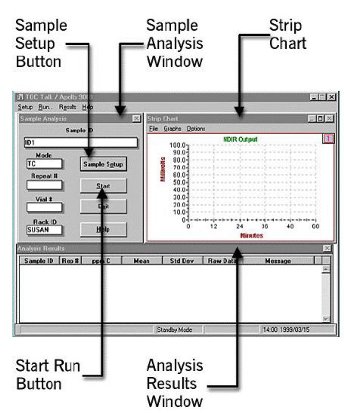 Sample Setup Button
Sample Analysis Window
Strip Chart
TOC Talk / Apollo 9000
Setup Run... Results Help
Sample Analysis
Sample ID
ID1
Mode
TC
Sample Setup
Repeat #
Start
Vial #
Exit
Rack ID
SUSAN
Help
Strip Chart
File Graphs Options
NDIR Output
1
Millivolts
100.0
90.0
80.0
70.0
60.0
50.0
40.0
30.0
20.0
10.0
0.0
0 12 24 36 48 60
Minutes
Analysis Results
Sample ID Rep # ppm C Mean Std Dev Raw Data Message
Standby Mode 14:00 1999/03/15
Start Run Button
Analysis Results Window